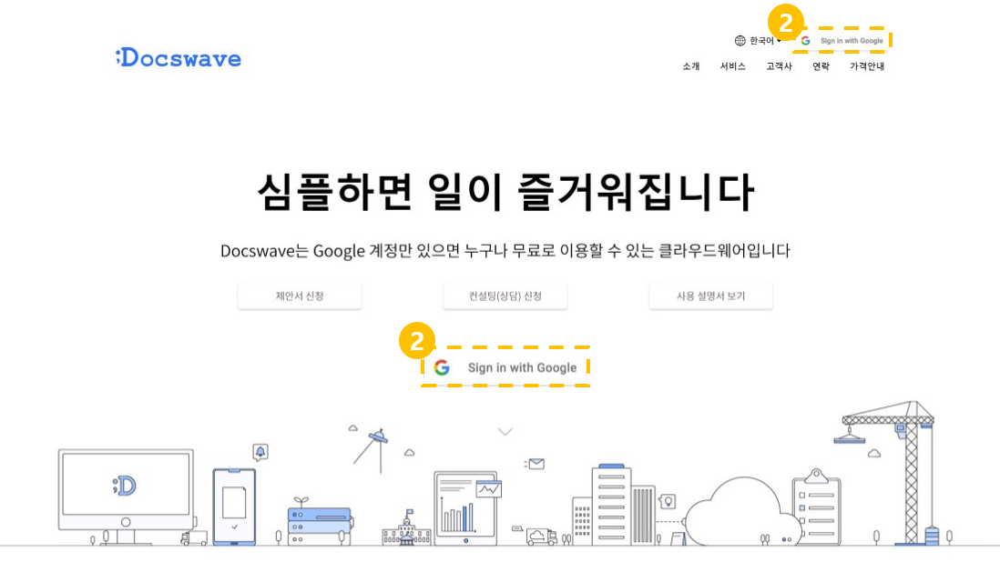 2
한국어
Sign in with Google
;Docswave
소개 서비스 고객사 연락 가격안내
심플하면 일이 즐거워집니다
Docswave는 Google 계정만 있으면 누구나 무료로 이용할 수 있는 클라우드웨어입니다
제안서 신청 컨설팅(상담) 신청 사용 설명서 보기
2
Sign in with Google
;D